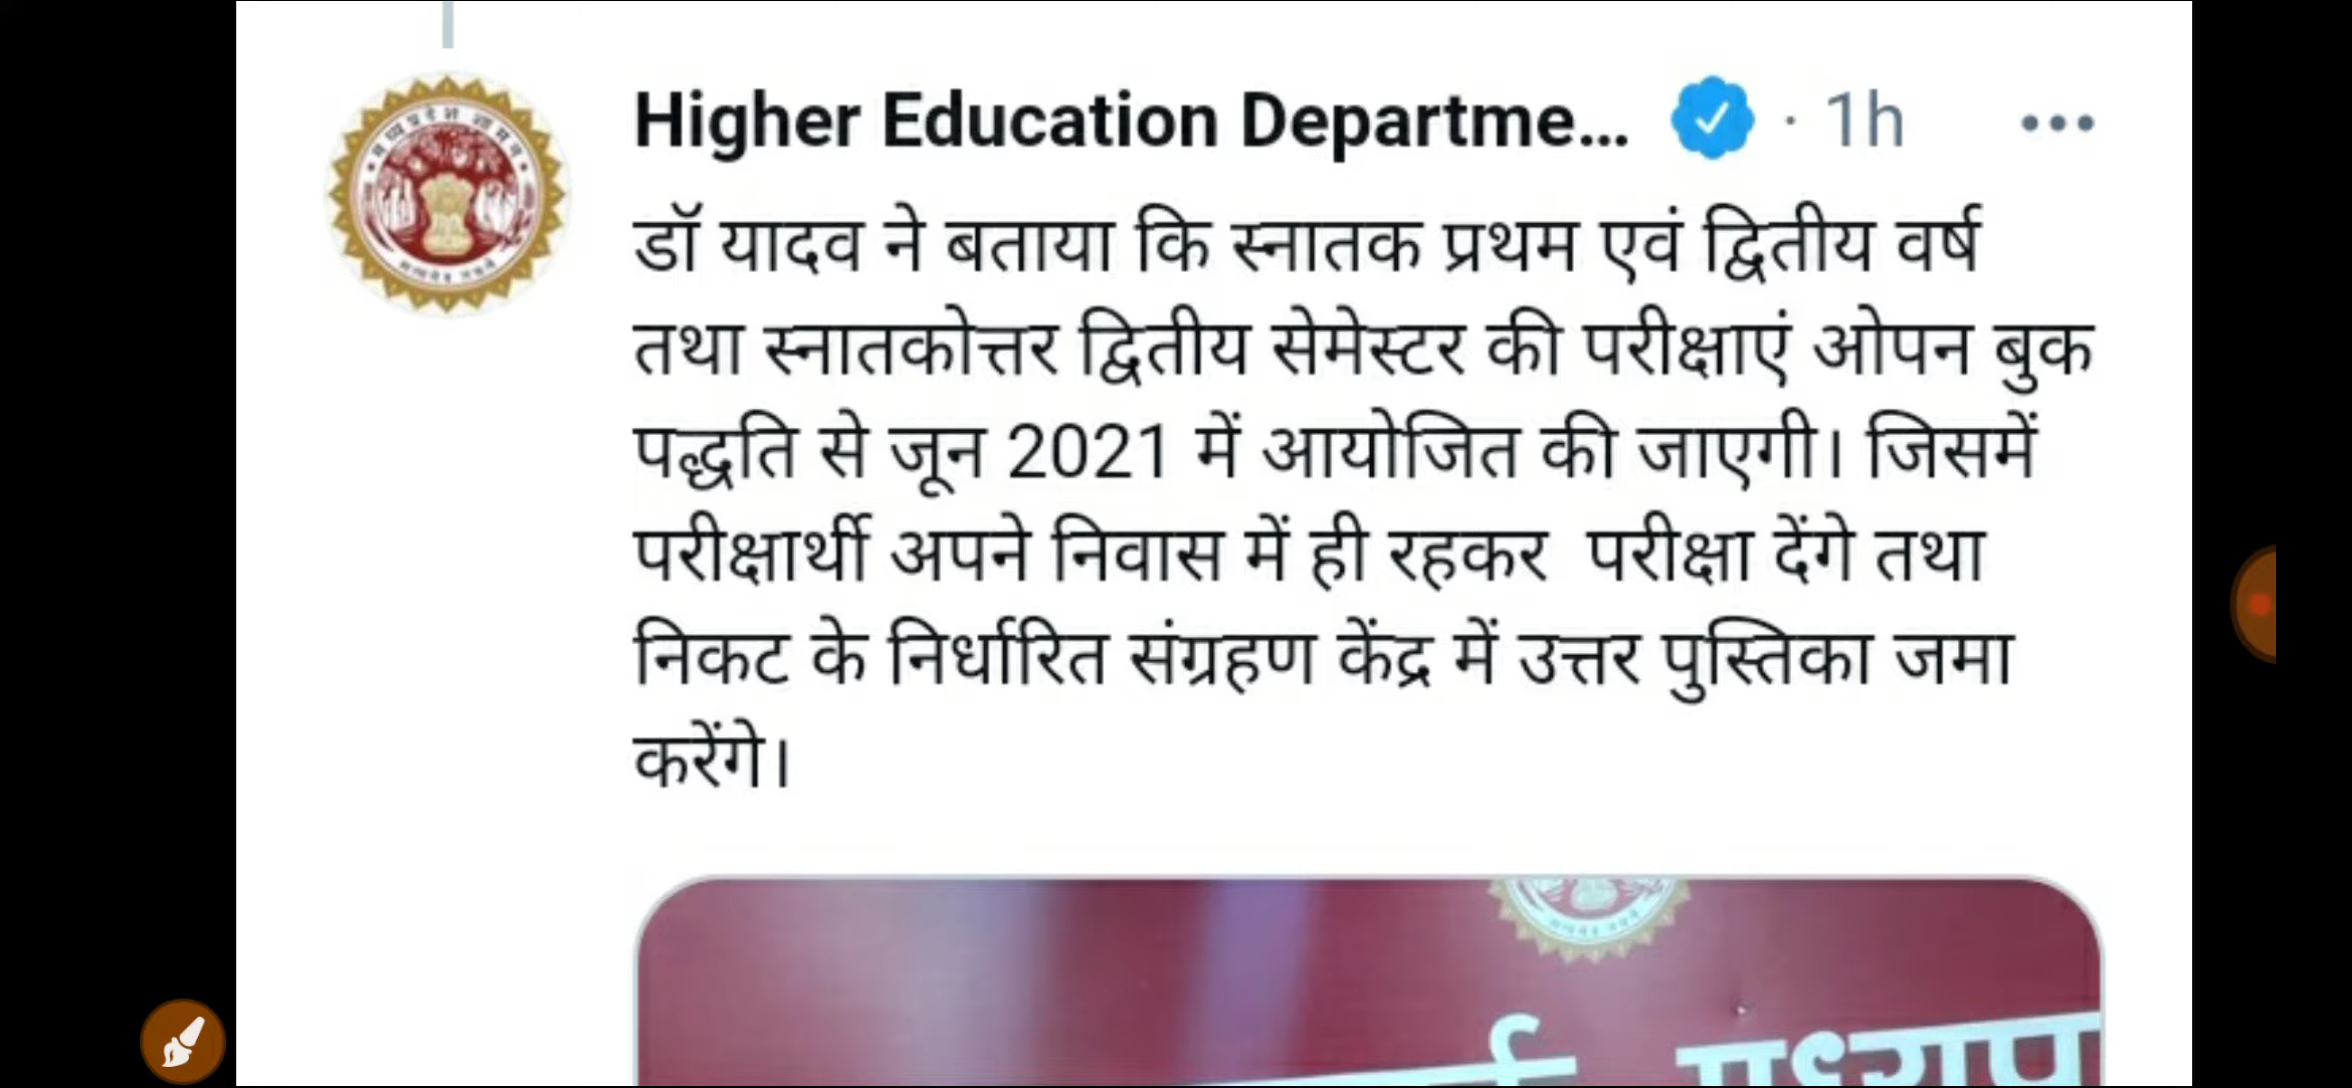 Higher Education Departme... · 1h
डॉ यादव ने बताया कि स्नातक प्रथम एवं द्वितीय वर्ष
तथा स्नातकोत्तर द्वितीय सेमेस्टर की परीक्षाएं ओपन बुक
पद्धति से जून 2021 में आयोजित की जाएगी। जिसमें
परीक्षार्थी अपने निवास में ही रहकर परीक्षा देंगे तथा
निकट के निर्धारित संग्रहण केंद्र में उत्तर पुस्तिका जमा
करेंगे।